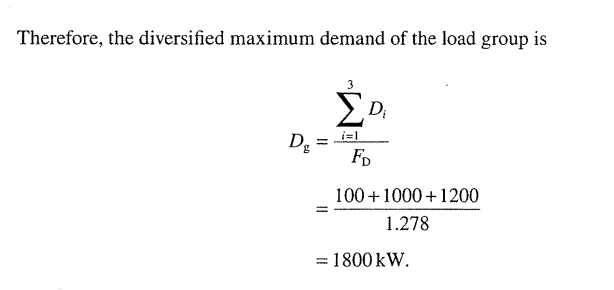 Therefore, the diversified maximum demand of the load group is
3
∑ Dᵢ
i=1
D_g = ———
F_D
= 100+1000+1200
1.278
= 1800 kW.